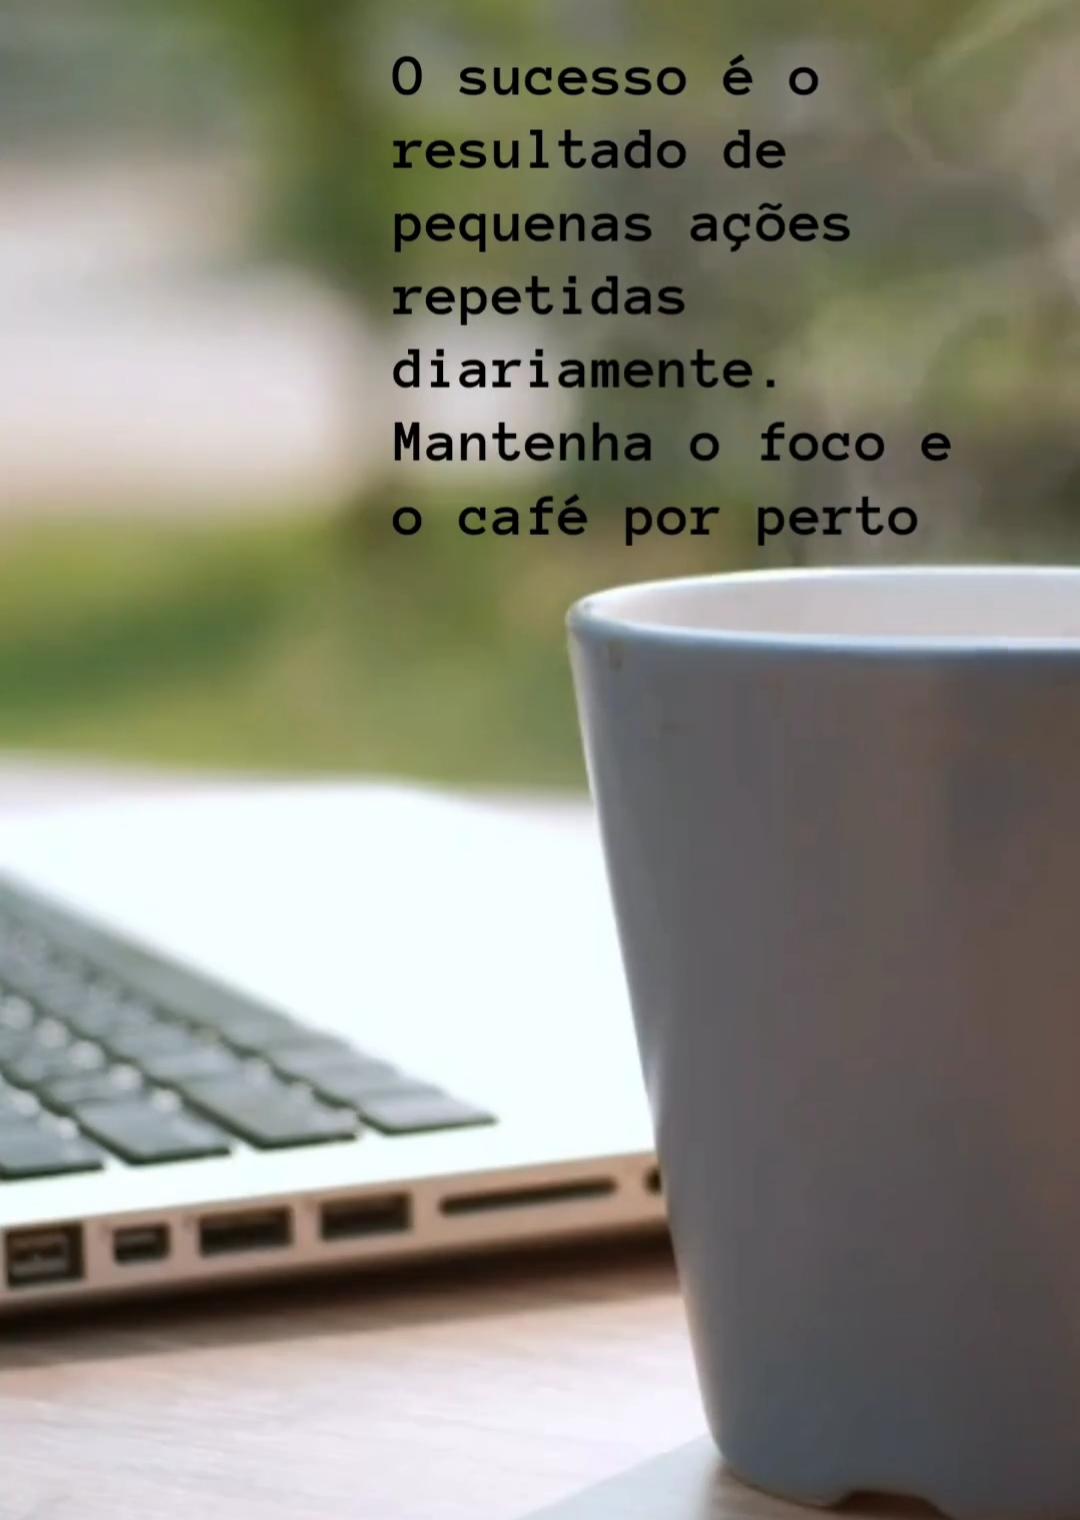 O sucesso é o
resultado de
pequenas ações
repetidas
diariamente.
Mantenha o foco e
o café por perto